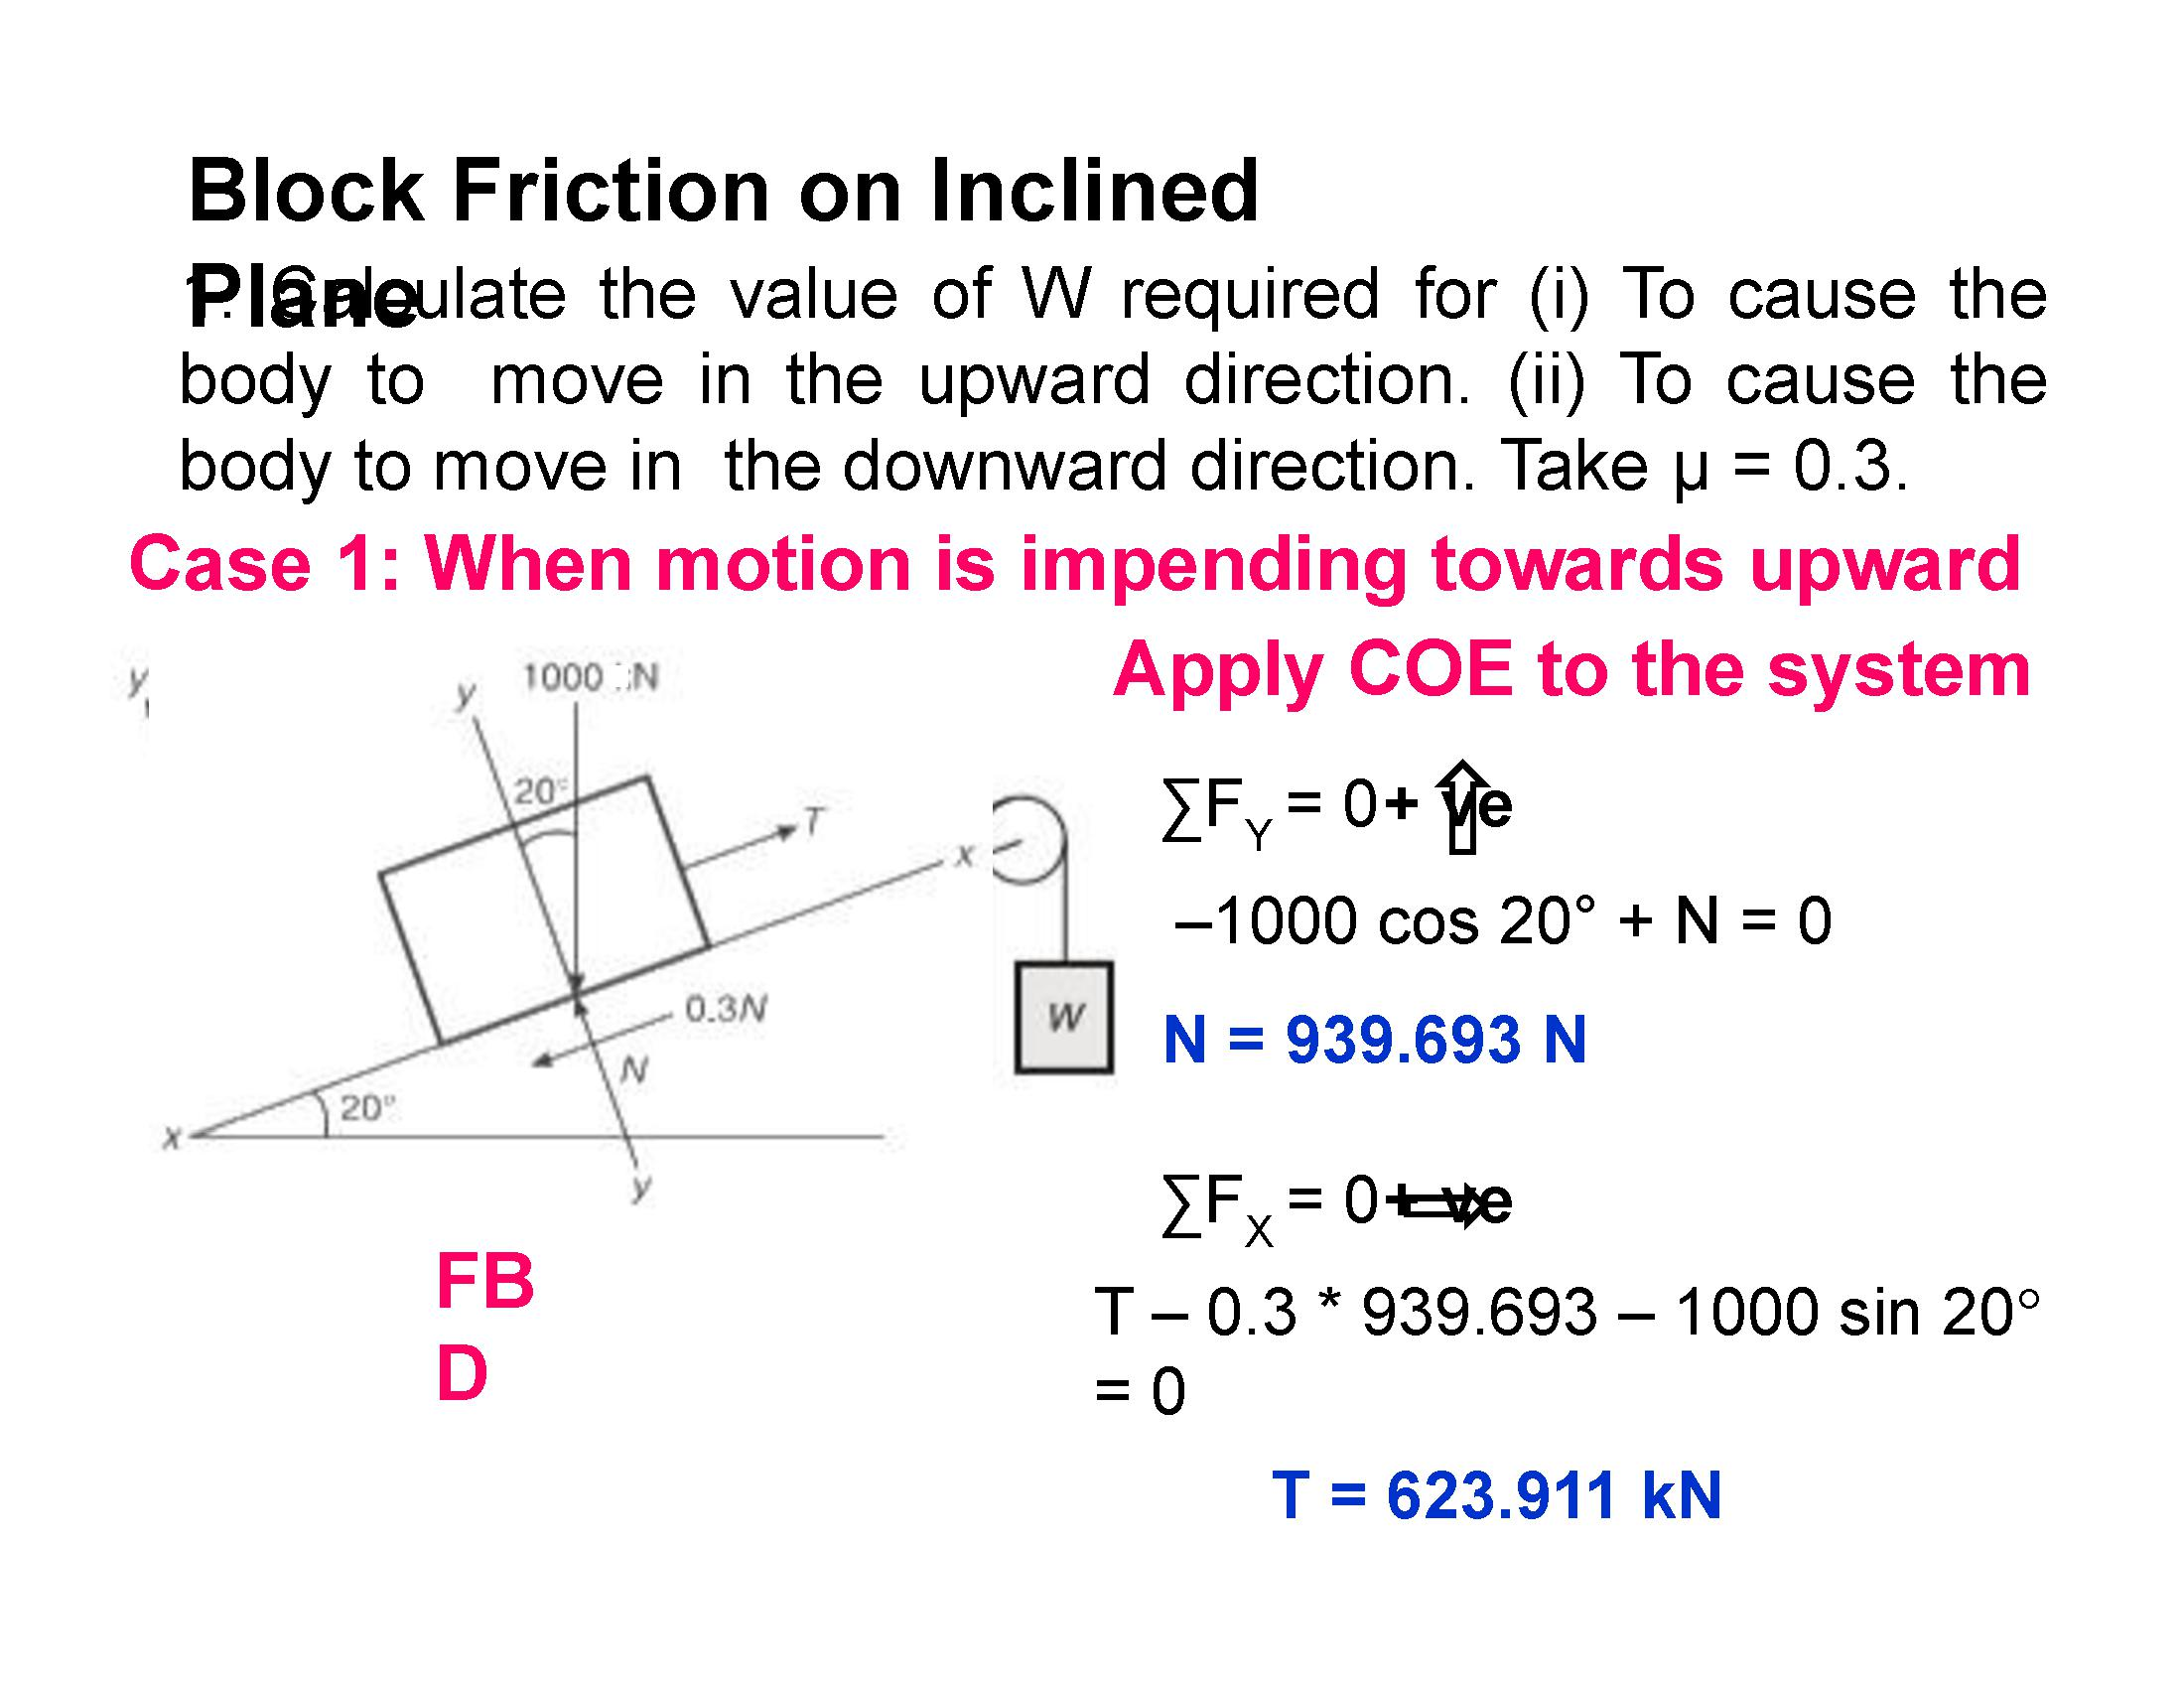 Block Friction on Inclined
Plane
1. Calculate the value of W required for (i) To cause the
body to move in the upward direction. (ii) To cause the
body to move in the downward direction. Take μ = 0.3.
Case 1: When motion is impending towards upward
Apply COE to the system
y
y
1000 N
20°
T
x
0.3N
N
20°
x
y
W
FB
D
∑FY = 0+ ve
–1000 cos 20° + N = 0
N = 939.693 N
∑FX = 0+ ve
T – 0.3 * 939.693 – 1000 sin 20°
= 0
T = 623.911 kN